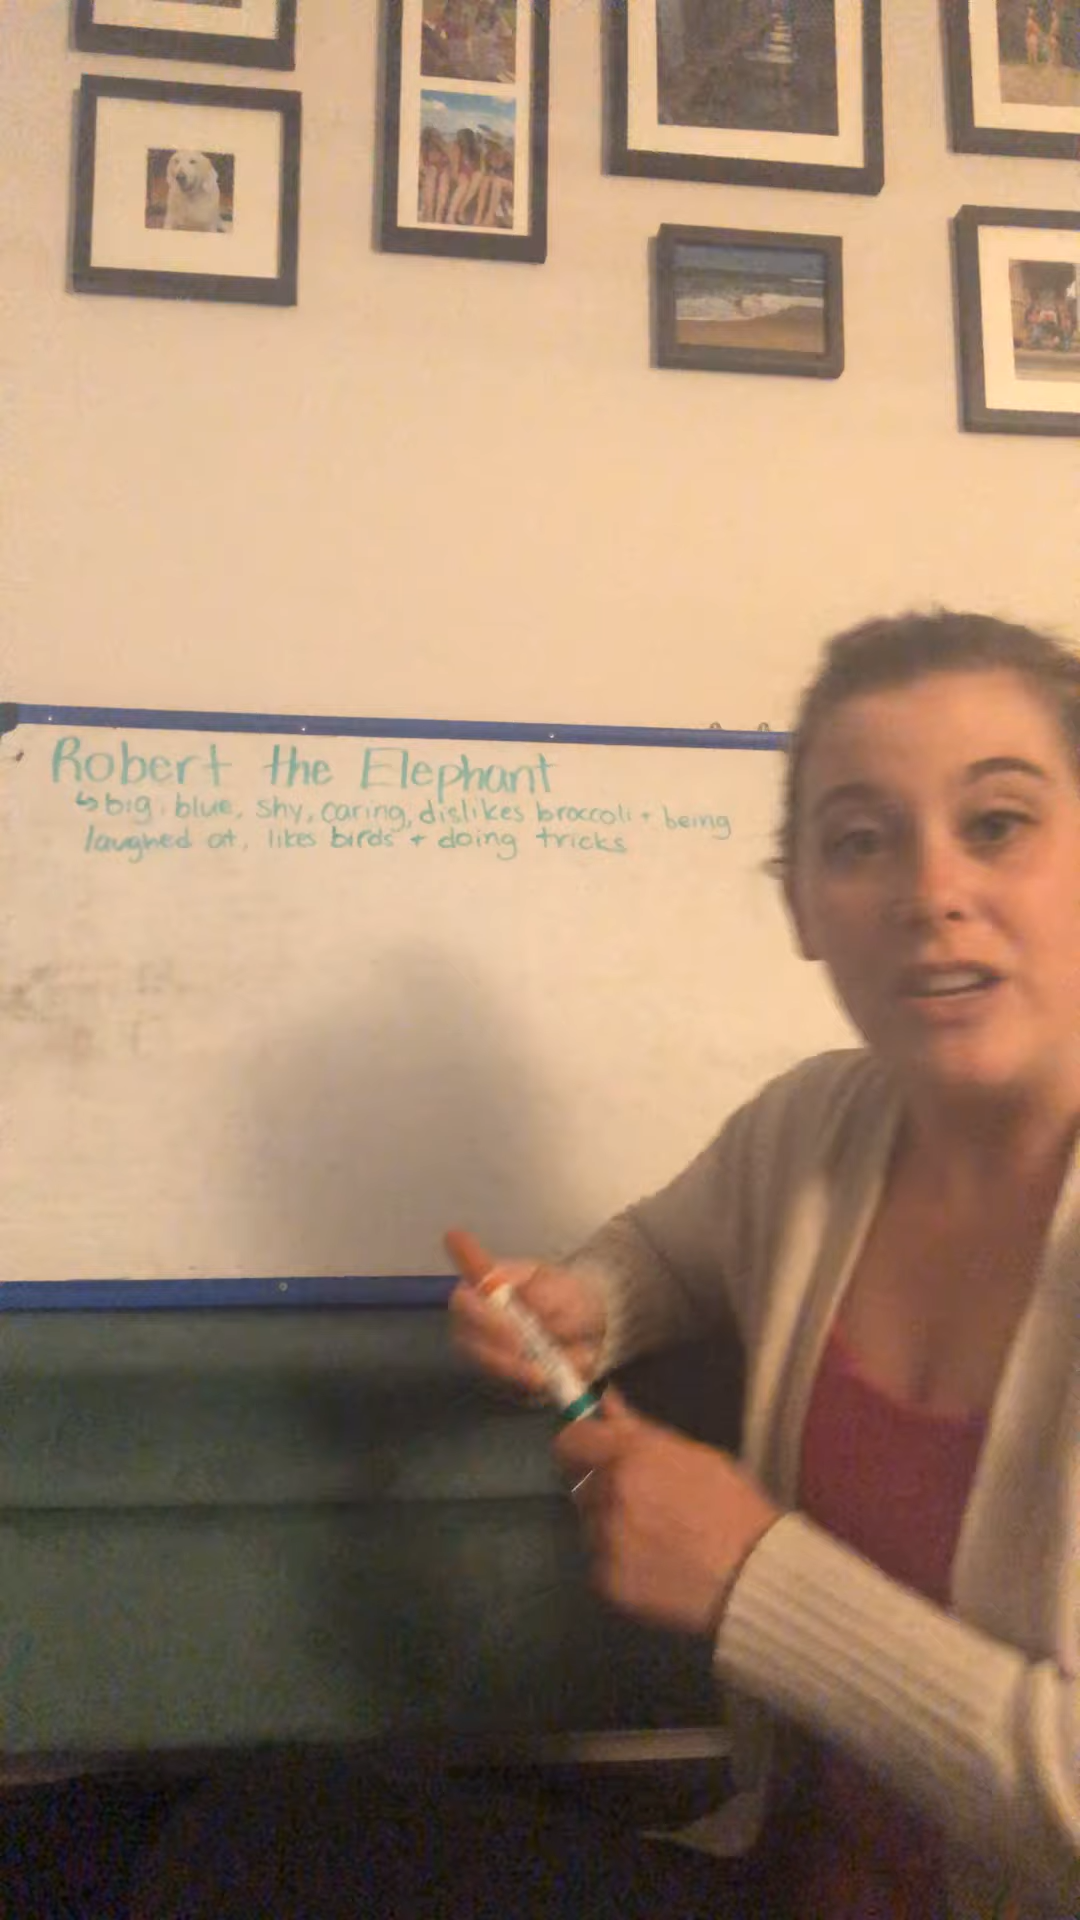 Robert the Elephant
↳ big, blue, shy, caring, dislikes broccoli + being
laughed at, likes birds + doing tricks